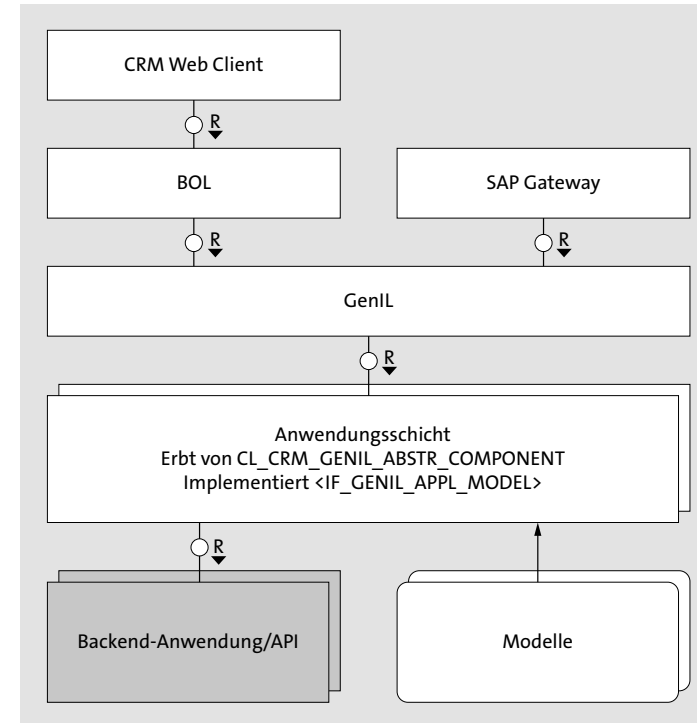 CRM Web Client
R
BOL
SAP Gateway
R
R
GenIL
R
Anwendungsschicht
Erbt von CL_CRM_GENIL_ABSTR_COMPONENT
Implementiert <IF_GENIL_APPL_MODEL>
R
Backend-Anwendung/API
Modelle